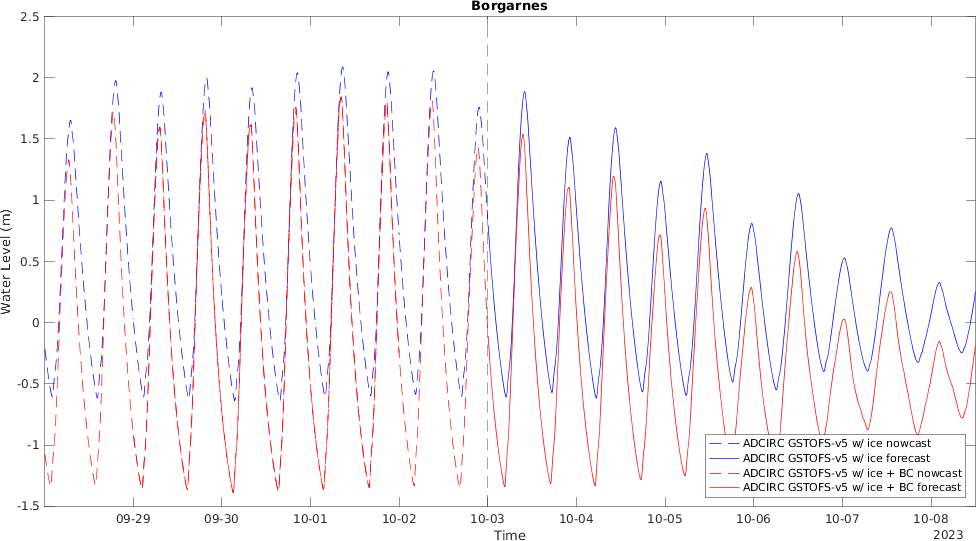 Borgarnes
2.5
2
1.5
1
0.5
0
-0.5
-1
-1.5
Water Level (m)
ADCIRC GSTOFS-v5 w/ ice nowcast
ADCIRC GSTOFS-v5 w/ ice forecast
ADCIRC GSTOFS-v5 w/ ice + BC nowcast
ADCIRC GSTOFS-v5 w/ ice + BC forecast
09-29 09-30 10-01 10-02 10-03 10-04 10-05 10-06 10-07 10-08
Time
2023